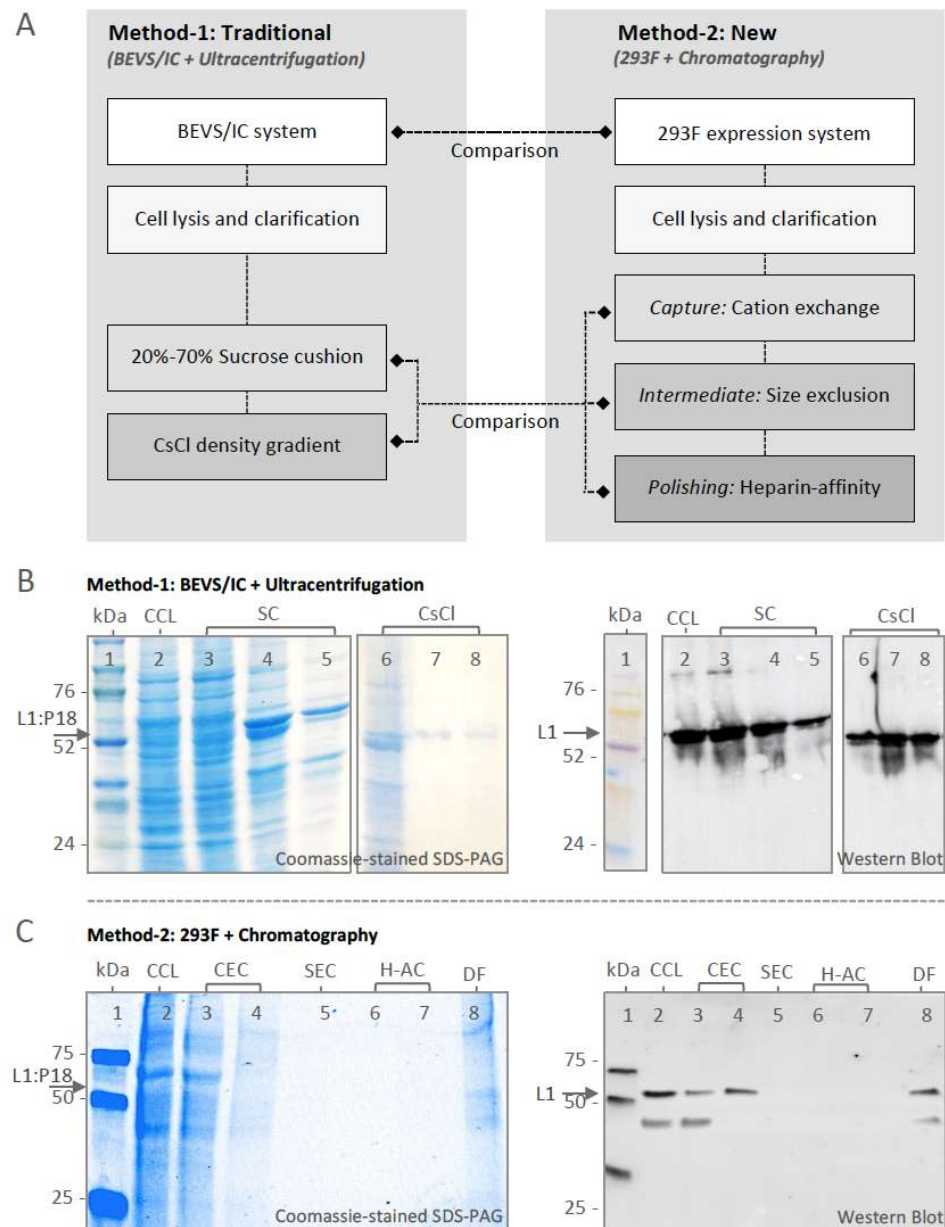 A
Method-1: Traditional
(BEVS/IC + Ultracentrifugation)
BEVS/IC system
Cell lysis and clarification
20%-70% Sucrose cushion
CsCl density gradient
Comparison
Comparison
Method-2: New
(293F + Chromatography)
293F expression system
Cell lysis and clarification
Capture: Cation exchange
Intermediate: Size exclusion
Polishing: Heparin-affinity
B
Method-1: BEVS/IC + Ultracentrifugation
kDa CCL SC CsCl
1 2 3 4 5 6 7 8
76 -
L1:P18
52 -
24 -
Coomassie-stained SDS-PAG
kDa CCL SC CsCl
1 2 3 4 5 6 7 8
76 -
L1
52 -
24 -
Western Blot
C
Method-2: 293F + Chromatography
kDa CCL CEC SEC H-AC DF
1 2 3 4 5 6 7 8
75 -
L1:P18
50 -
25 -
Coomassie-stained SDS-PAG
kDa CCL CEC SEC H-AC DF
1 2 3 4 5 6 7 8
75 -
L1
50 -
25 -
Western Blot